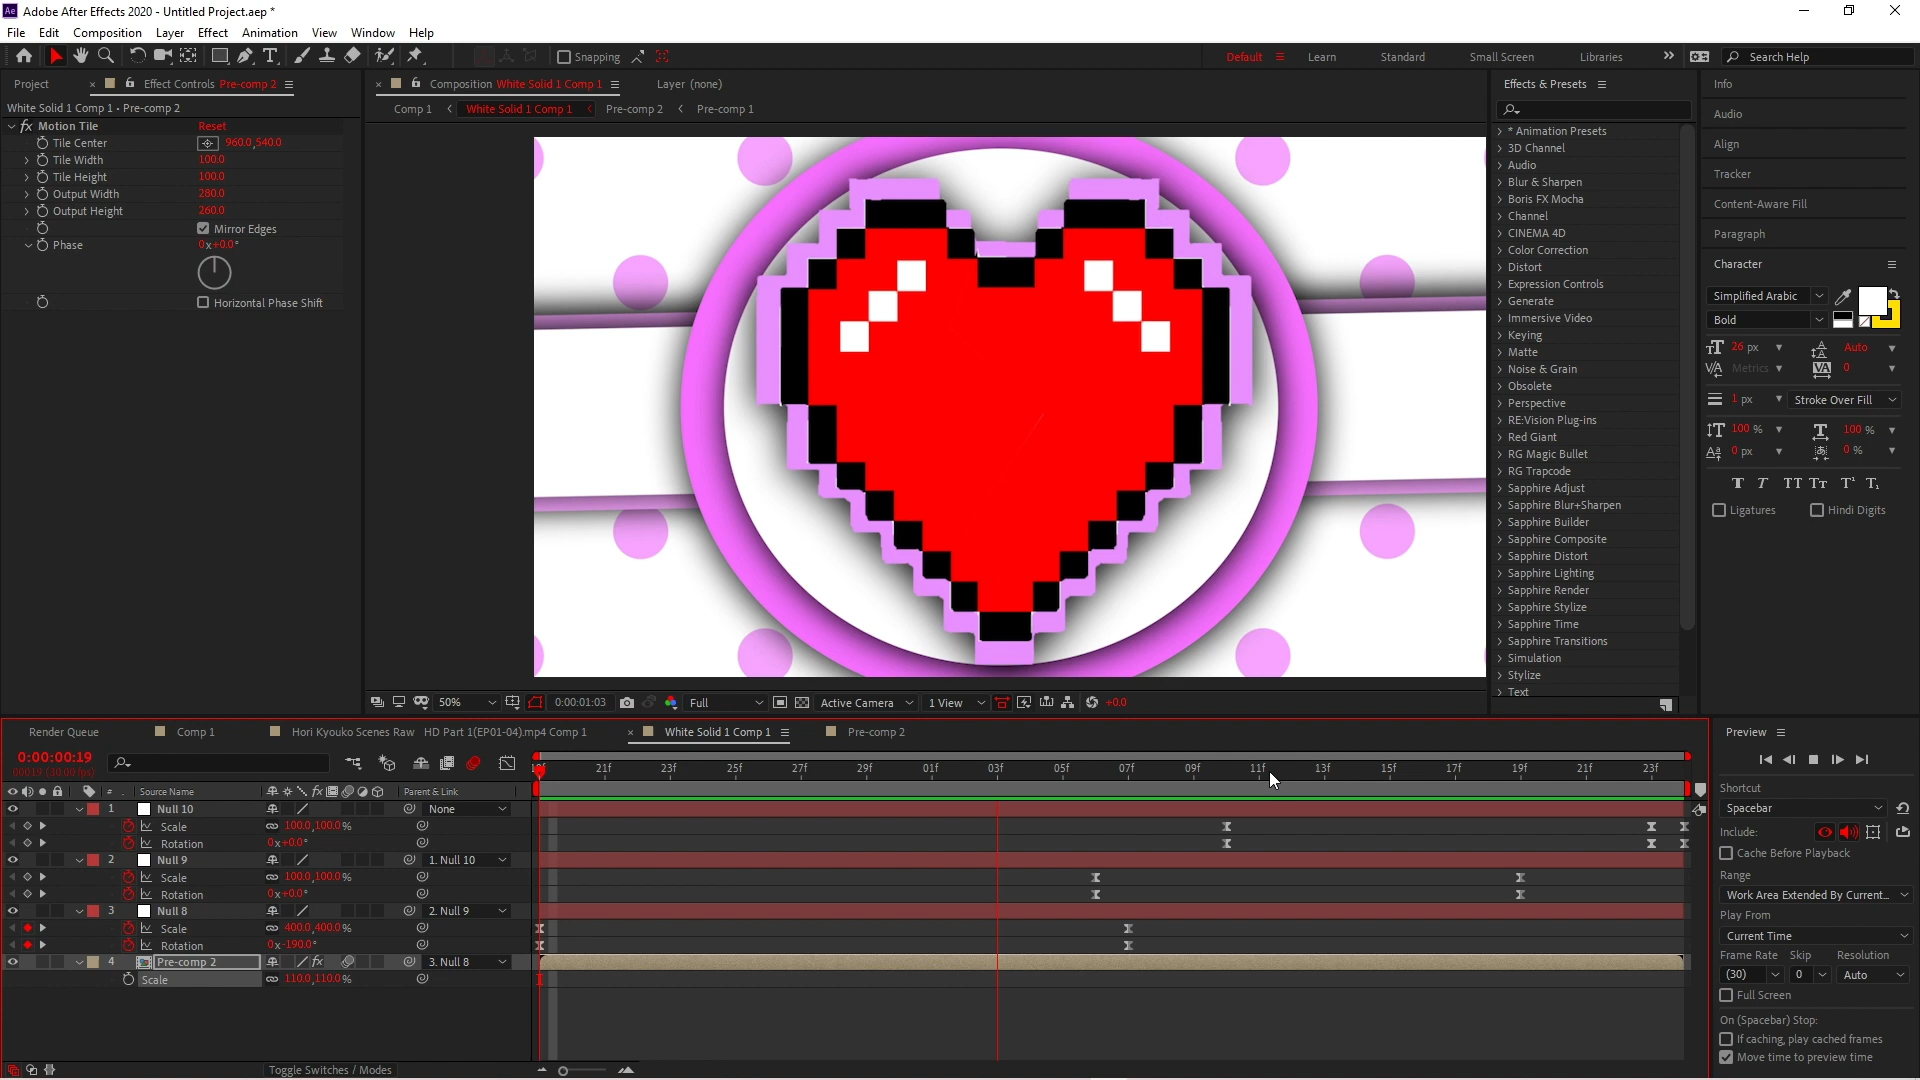 Ae Adobe After Effects 2020 - Untitled Project.aep *
File Edit Composition Layer Effect Animation View Window Help
Snapping
Default Learn Standard Small Screen Libraries Search Help
Project Effect Controls Pre-comp 2
White Solid 1 Comp 1 • Pre-comp 2
fx Motion Tile Reset
Tile Center 960.0,540.0
Tile Width 100.0
Tile Height 100.0
Output Width 280.0
Output Height 260.0
Mirror Edges
Phase 0x+0.0°
Horizontal Phase Shift
Composition White Solid 1 Comp 1 Layer (none)
Comp 1 White Solid 1 Comp 1 Pre-comp 2 Pre-comp 1
50% 0:00:01:03 Full Active Camera 1 View +0.0
Effects & Presets
* Animation Presets
3D Channel
Audio
Blur & Sharpen
Boris FX Mocha
Channel
CINEMA 4D
Color Correction
Distort
Expression Controls
Generate
Immersive Video
Keying
Matte
Noise & Grain
Obsolete
Perspective
RE:Vision Plug-ins
Red Giant
RG Magic Bullet
RG Trapcode
Sapphire Adjust
Sapphire Blur+Sharpen
Sapphire Builder
Sapphire Composite
Sapphire Distort
Sapphire Lighting
Sapphire Render
Sapphire Stylize
Sapphire Time
Sapphire Transitions
Simulation
Stylize
Text
Info
Audio
Align
Tracker
Content-Aware Fill
Paragraph
Character
Simplified Arabic
Bold
26 px Auto
Metrics 0
1 px Stroke Over Fill
100 % 100 %
0 px 0 %
Ligatures Hindi Digits
Render Queue Comp 1 Hori Kyouko Scenes Raw HD Part 1(EP01-04).mp4 Comp 1 White Solid 1 Comp 1 Pre-comp 2
0:00:00:19
00019 (30.00 fps)
21f 23f 25f 27f 29f 01f 03f 05f 07f 09f 11f 13f 15f 17f 19f 21f 23f
# Source Name Parent & Link
1 Null 10 None
Scale 100.0,100.0%
Rotation 0x+0.0°
2 Null 9 1. Null 10
Scale 100.0,100.0%
Rotation 0x+0.0°
3 Null 8 2. Null 9
Scale 400.0,400.0%
Rotation 0x-190.0°
4 Pre-comp 2 fx 3. Null 8
Scale 110.0,110.0%
Toggle Switches / Modes
Preview
Shortcut
Spacebar
Include:
Cache Before Playback
Range
Work Area Extended By Current...
Play From
Current Time
Frame Rate Skip Resolution
(30) 0 Auto
Full Screen
On (Spacebar) Stop:
If caching, play cached frames
Move time to preview time